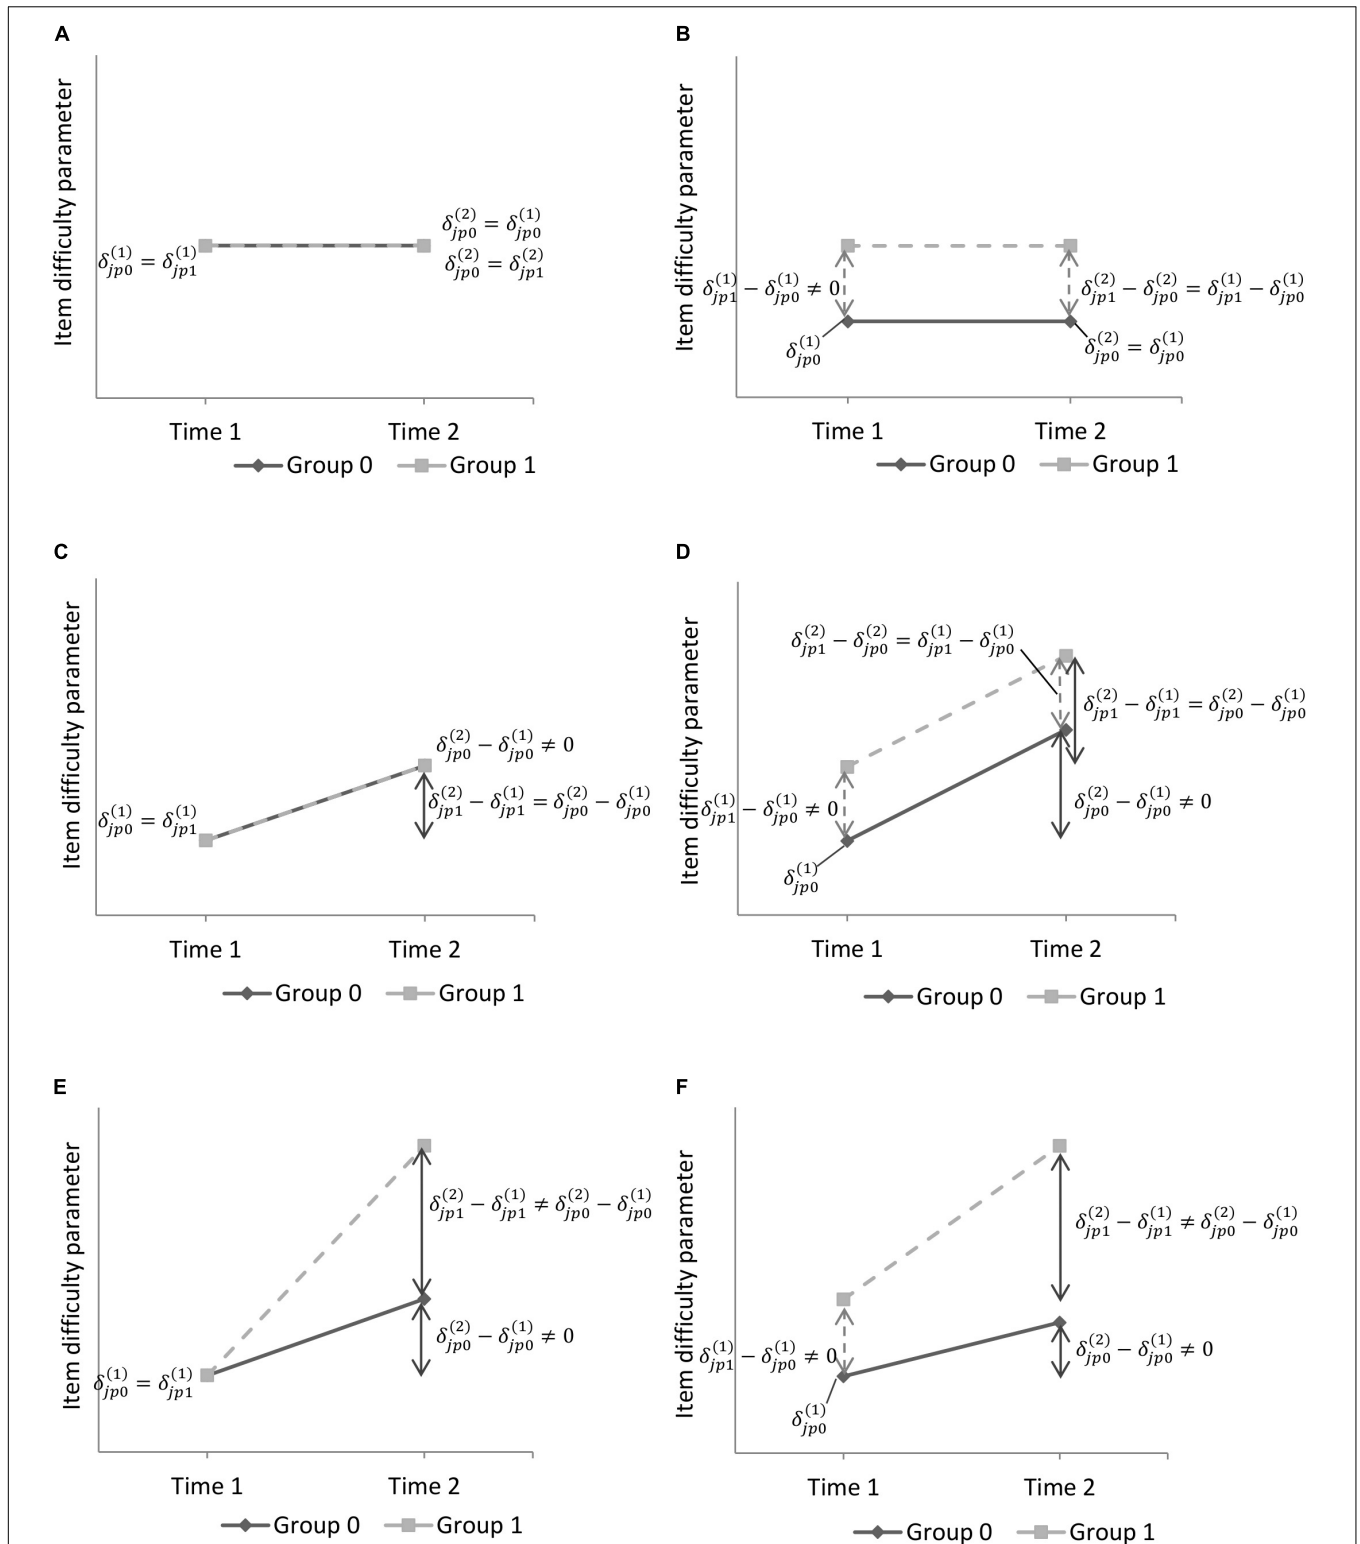 A
Item difficulty parameter
δ_{jp0}^{(1)} = δ_{jp1}^{(1)}
δ_{jp0}^{(2)} = δ_{jp0}^{(1)}
δ_{jp0}^{(2)} = δ_{jp1}^{(2)}
Time 1 Time 2
Group 0 Group 1
B
Item difficulty parameter
δ_{jp1}^{(1)} − δ_{jp0}^{(1)} ≠ 0
δ_{jp1}^{(2)} − δ_{jp0}^{(2)} = δ_{jp1}^{(1)} − δ_{jp0}^{(1)}
δ_{jp0}^{(1)}
δ_{jp0}^{(2)} = δ_{jp0}^{(1)}
Time 1 Time 2
Group 0 Group 1
C
Item difficulty parameter
δ_{jp0}^{(2)} − δ_{jp0}^{(1)} ≠ 0
δ_{jp1}^{(2)} − δ_{jp1}^{(1)} = δ_{jp0}^{(2)} − δ_{jp0}^{(1)}
δ_{jp0}^{(1)} = δ_{jp1}^{(1)}
Time 1 Time 2
Group 0 Group 1
D
Item difficulty parameter
δ_{jp1}^{(2)} − δ_{jp0}^{(2)} = δ_{jp1}^{(1)} − δ_{jp0}^{(1)}
δ_{jp1}^{(2)} − δ_{jp1}^{(1)} = δ_{jp0}^{(2)} − δ_{jp0}^{(1)}
δ_{jp1}^{(1)} − δ_{jp0}^{(1)} ≠ 0
δ_{jp0}^{(2)} − δ_{jp0}^{(1)} ≠ 0
δ_{jp0}^{(1)}
Time 1 Time 2
Group 0 Group 1
E
Item difficulty parameter
δ_{jp1}^{(2)} − δ_{jp1}^{(1)} ≠ δ_{jp0}^{(2)} − δ_{jp0}^{(1)}
δ_{jp0}^{(2)} − δ_{jp0}^{(1)} ≠ 0
δ_{jp0}^{(1)} = δ_{jp1}^{(1)}
Time 1 Time 2
Group 0 Group 1
F
Item difficulty parameter
δ_{jp1}^{(2)} − δ_{jp1}^{(1)} ≠ δ_{jp0}^{(2)} − δ_{jp0}^{(1)}
δ_{jp1}^{(1)} − δ_{jp0}^{(1)} ≠ 0
δ_{jp0}^{(2)} − δ_{jp0}^{(1)} ≠ 0
δ_{jp0}^{(1)}
Time 1 Time 2
Group 0 Group 1